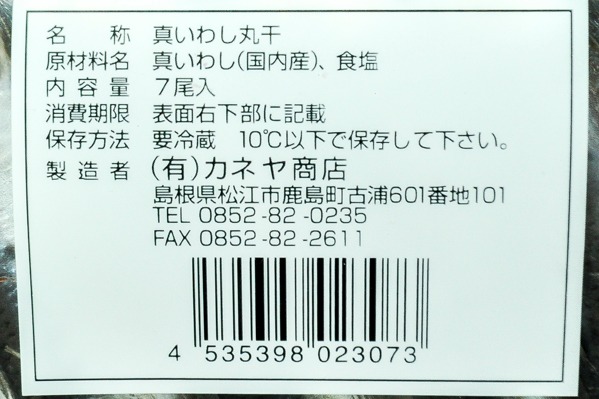 名称 真いわし丸干
原材料名 真いわし(国内産)、食塩
内容量 7尾入
消費期限 表面右下部に記載
保存方法 要冷蔵 10℃以下で保存して下さい。
製造者 (有)カネヤ商店
島根県松江市鹿島町古浦601番地101
TEL 0852-82-0235
FAX 0852-82-2611
4 535398 023073